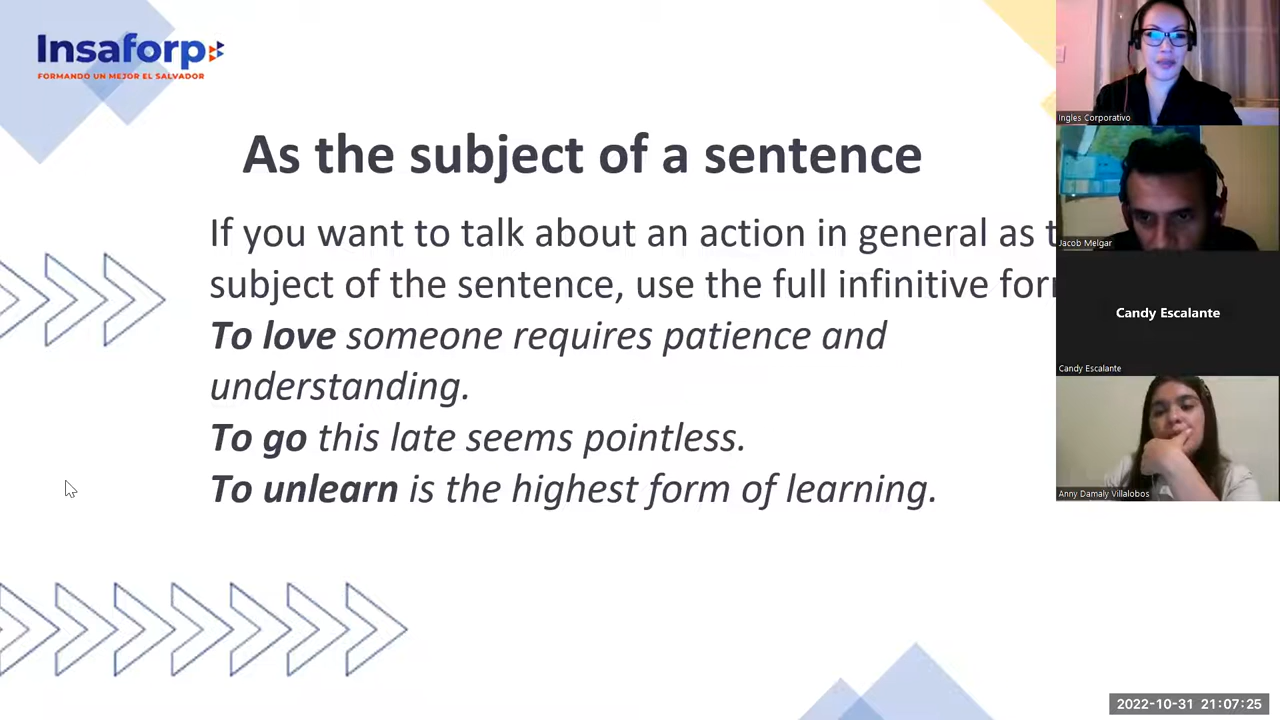 Insaforp
FORMANDO UN MEJOR EL SALVADOR
As the subject of a sentence
If you want to talk about an action in general as
subject of the sentence, use the full infinitive
To love someone requires patience and
understanding.
To go this late seems pointless.
To unlearn is the highest form of learning.
Ingles Corporativo
Jacob Melgar
Candy Escalante
Candy Escalante
Anny Damaly Villalobos
2022-10-31 21:07:25